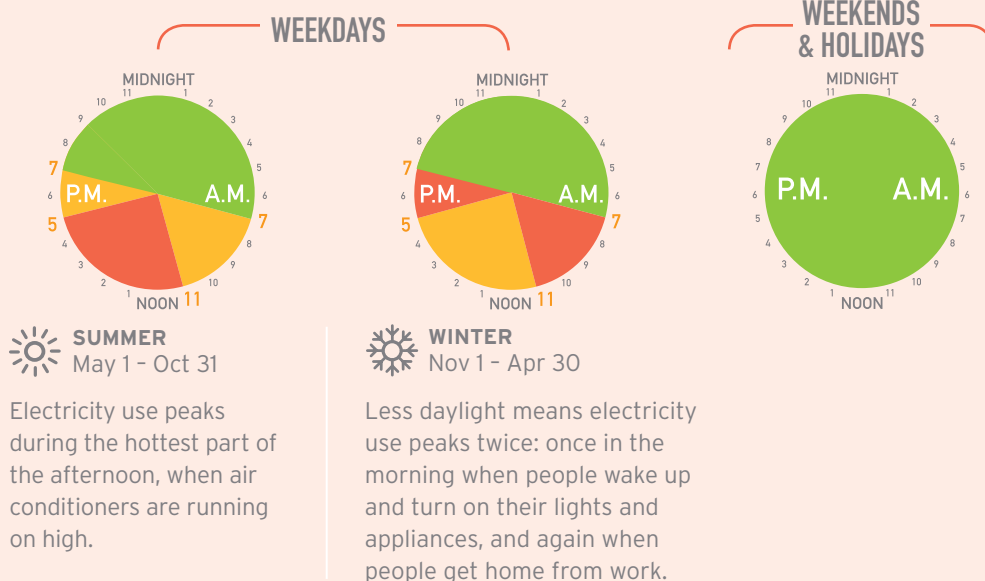 WEEKDAYS
WEEKENDS
& HOLIDAYS
MIDNIGHT
11 1
10 2
9 3
8 4
7 5
6 P.M. A.M. 6
5 7
4 8
3 9
2 10
1 NOON 11
MIDNIGHT
11 1
10 2
9 3
8 4
7 5
6 P.M. A.M. 6
5 7
4 8
3 9
2 10
1 NOON 11
MIDNIGHT
11 1
10 2
9 3
8 4
7 5
6 P.M. A.M. 6
5 7
4 8
3 9
2 10
1 NOON 11
SUMMER
May 1 – Oct 31
Electricity use peaks
during the hottest part of
the afternoon, when air
conditioners are running
on high.
WINTER
Nov 1 – Apr 30
Less daylight means electricity
use peaks twice: once in the
morning when people wake up
and turn on their lights and
appliances, and again when
people get home from work.